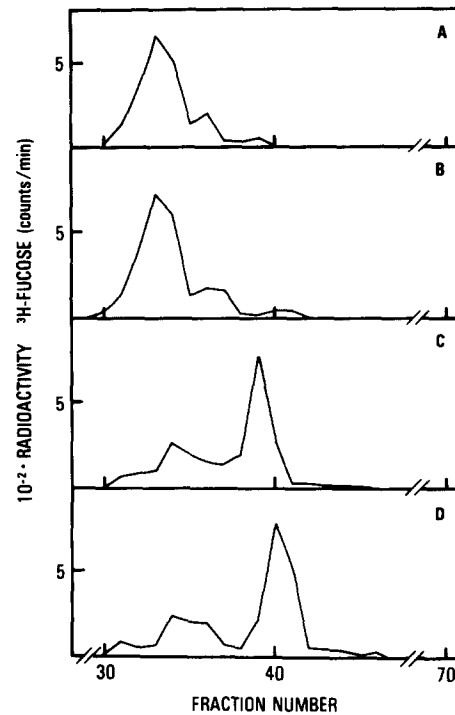 A
5
B
5
C
5
D
5
10⁻² · RADIOACTIVITY ³H-FUCOSE (counts/min)
30
40
70
FRACTION NUMBER